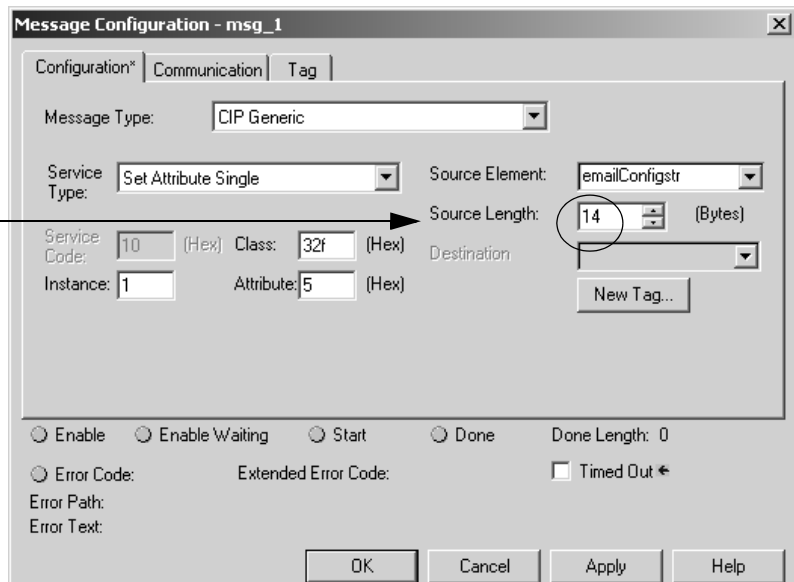 Message Configuration - msg_1
Configuration* Communication Tag
Message Type: CIP Generic
Service Type: Set Attribute Single
Source Element: emailConfigstr
Source Length: 14 (Bytes)
Service Code: 10 (Hex) Class: 32f (Hex)
Destination
Instance: 1 Attribute: 5 (Hex)
New Tag...
Enable Enable Waiting Start Done Done Length: 0
Error Code: Extended Error Code: Timed Out
Error Path:
Error Text:
OK Cancel Apply Help